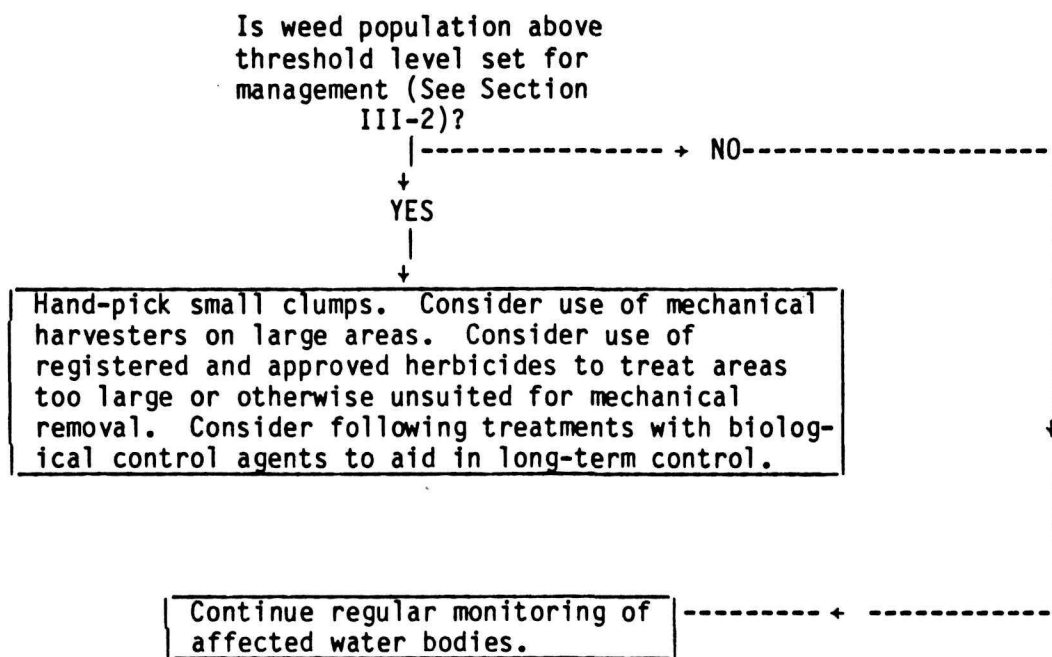 Is weed population above
threshold level set for
management (See Section
III-2)?
NO
YES
Hand-pick small clumps. Consider use of mechanical
harvesters on large areas. Consider use of
registered and approved herbicides to treat areas
too large or otherwise unsuited for mechanical
removal. Consider following treatments with biolog-
ical control agents to aid in long-term control.
Continue regular monitoring of
affected water bodies.